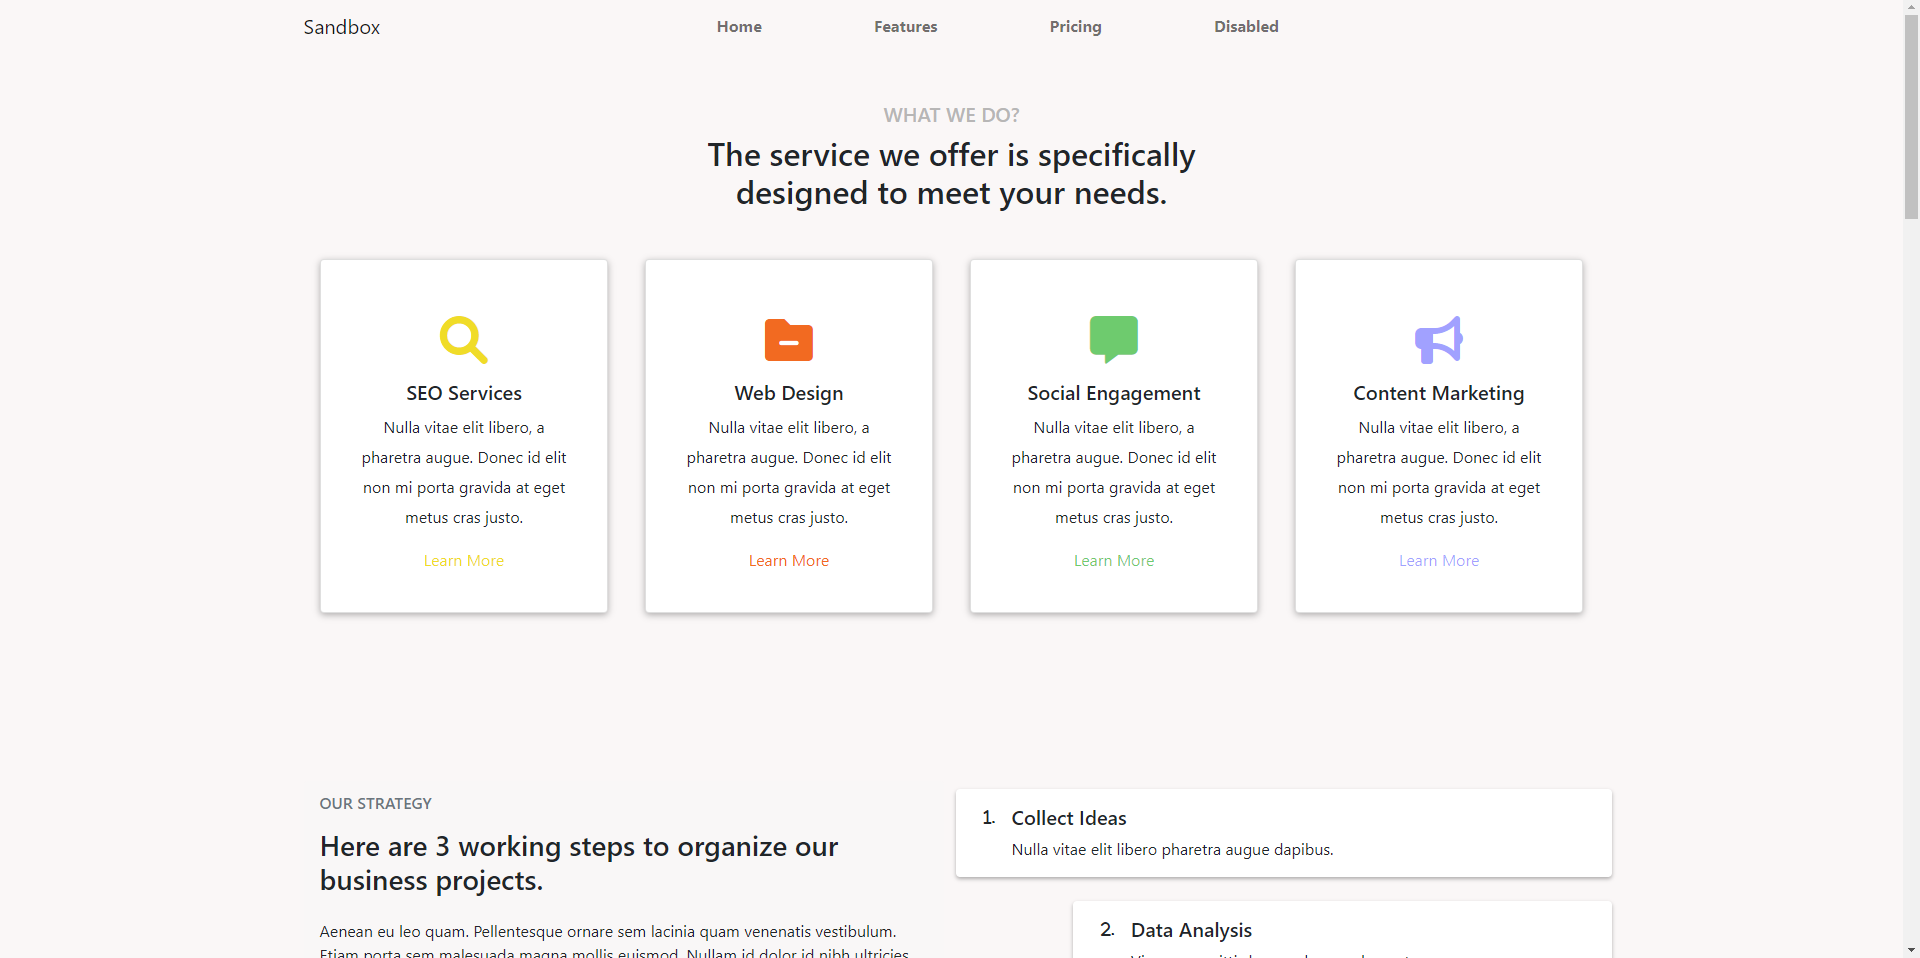 Sandbox
Home
Features
Pricing
Disabled
WHAT WE DO?
The service we offer is specifically
designed to meet your needs.
SEO Services
Nulla vitae elit libero, a
pharetra augue. Donec id elit
non mi porta gravida at eget
metus cras justo.
Learn More
Web Design
Nulla vitae elit libero, a
pharetra augue. Donec id elit
non mi porta gravida at eget
metus cras justo.
Learn More
Social Engagement
Nulla vitae elit libero, a
pharetra augue. Donec id elit
non mi porta gravida at eget
metus cras justo.
Learn More
Content Marketing
Nulla vitae elit libero, a
pharetra augue. Donec id elit
non mi porta gravida at eget
metus cras justo.
Learn More
OUR STRATEGY
Here are 3 working steps to organize our
business projects.
Aenean eu leo quam. Pellentesque ornare sem lacinia quam venenatis vestibulum.
Etiam porta sem malesuada magna mollis euismod. Nullam id dolor id nibh ultricies
1. Collect Ideas
Nulla vitae elit libero pharetra augue dapibus.
2. Data Analysis